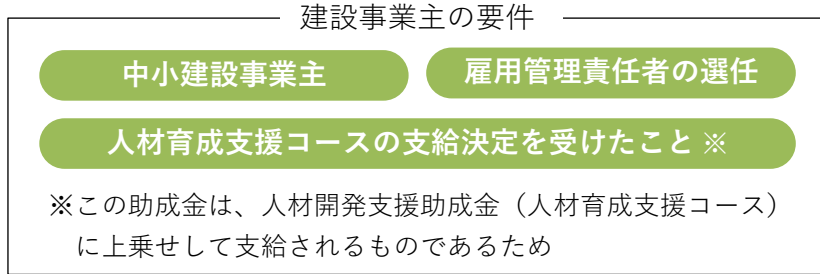 建設事業主の要件
中小建設事業主
雇用管理責任者の選任
人材育成支援コースの支給決定を受けたこと ※
※この助成金は、人材開発支援助成金（人材育成支援コース）
に上乗せして支給されるものであるため